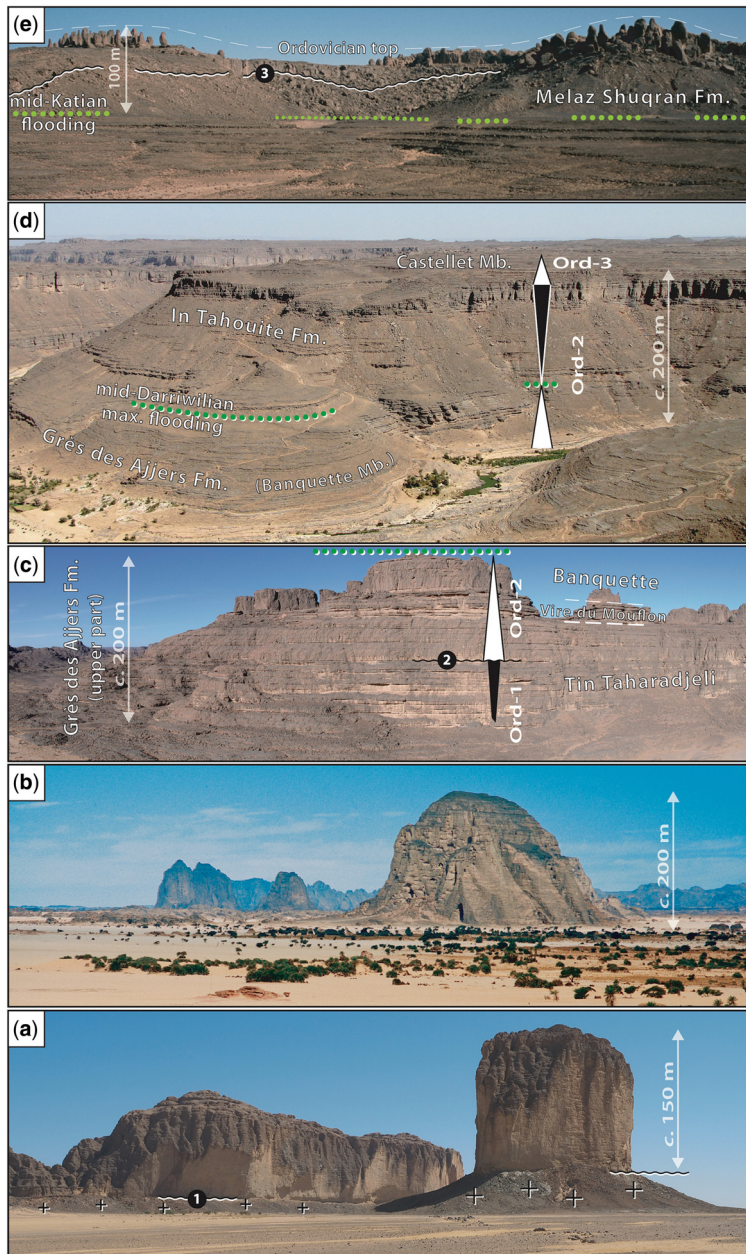 (e)
Ordovician top
100 m
3
mid-Katian
flooding
Melaz Shuqran Fm.
(d)
Castellet Mb.
Ord-3
In Tahouite Fm.
Ord-2
c. 200 m
mid-Darriwilian
max. flooding
Grés des Ajjers Fm.
(Banquette Mb.)
(c)
Grés des Ajjers Fm.
(upper part)
c. 200 m
Ord-2
Banquette
Vire du Mouflon
2
Tin Taharadjeli
Ord-1
(b)
c. 200 m
(a)
c. 150 m
1